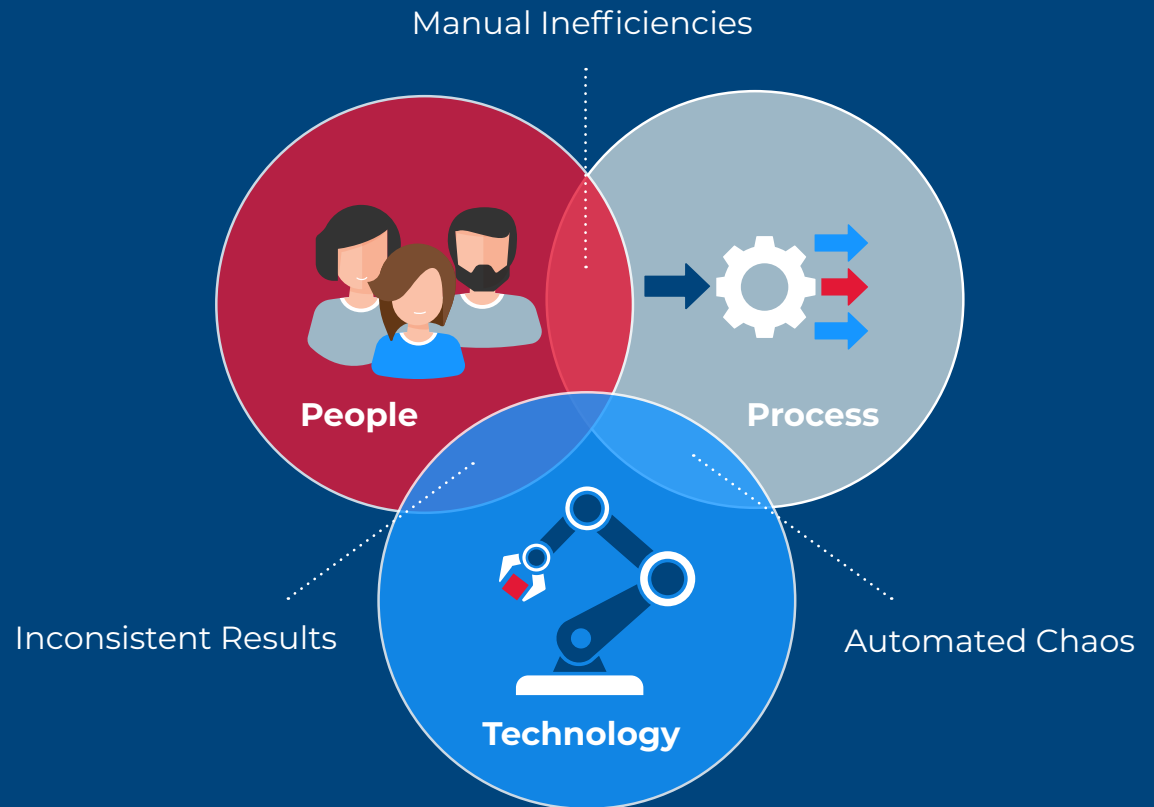 Manual Inefficiencies
People
Process
Inconsistent Results
Automated Chaos
Technology